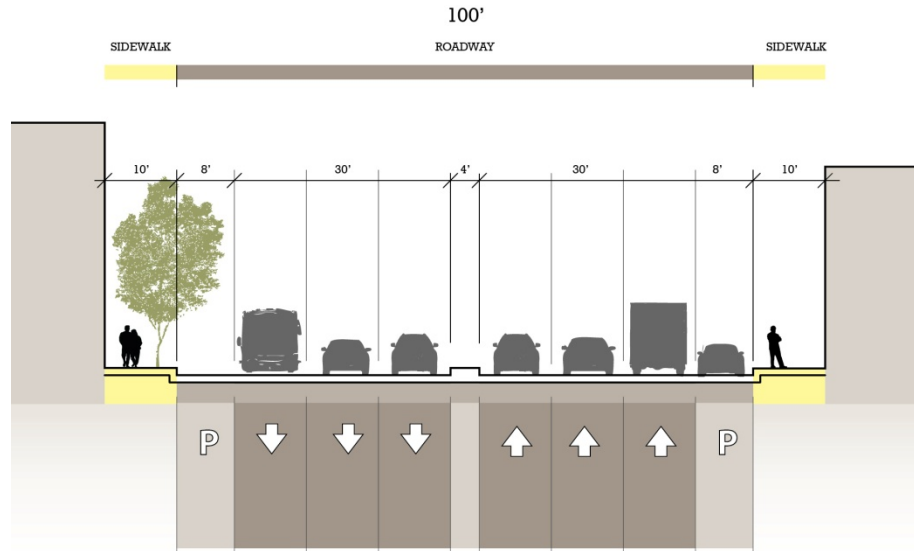 100'
SIDEWALK ROADWAY SIDEWALK
10' 8' 30' 4' 30' 8' 10'
P P